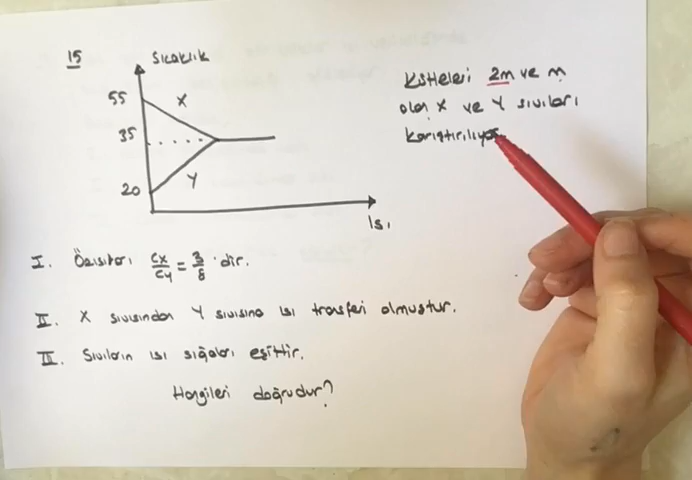 15
Sıcaklık
55
X
35
Y
20
Isı
Kütleleri 2m ve m
olan X ve Y sıvıları
karıştırılıyor.
I. Özısıları cx/cy = 3/8 'dir.
II. X sıvısından Y sıvısına ısı transferi olmuştur.
III. Sıvıların ısı sığaları eşittir.
Hangileri doğrudur?